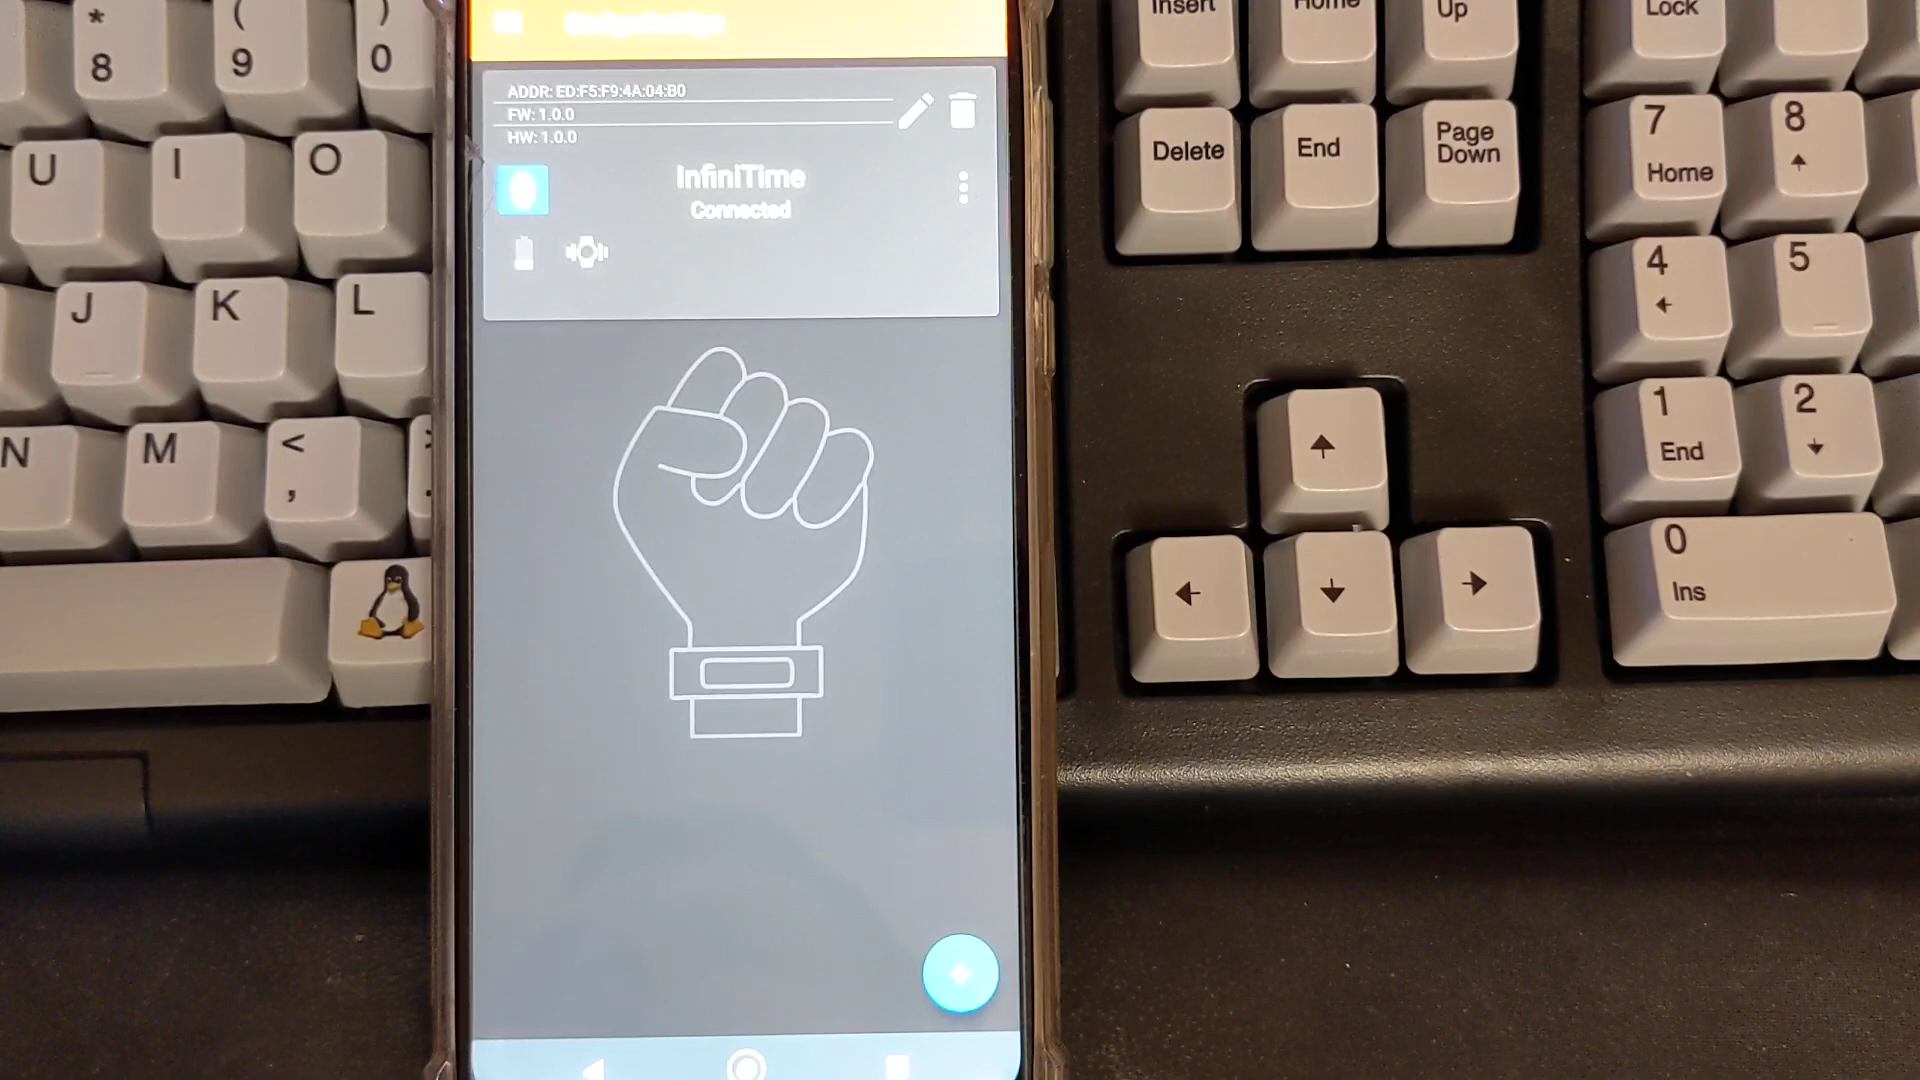 * ( )
8 9 0
Insert Home
Up
Lock
ADDR: ED:F5:F9:4A:04:B0
FW: 1.0.0
HW: 1.0.0
InfiniTime
Connected
U I O
J K L
N M <
,
Delete End Page
Down
7 8
Home
4 5
1 2
End
0
Ins